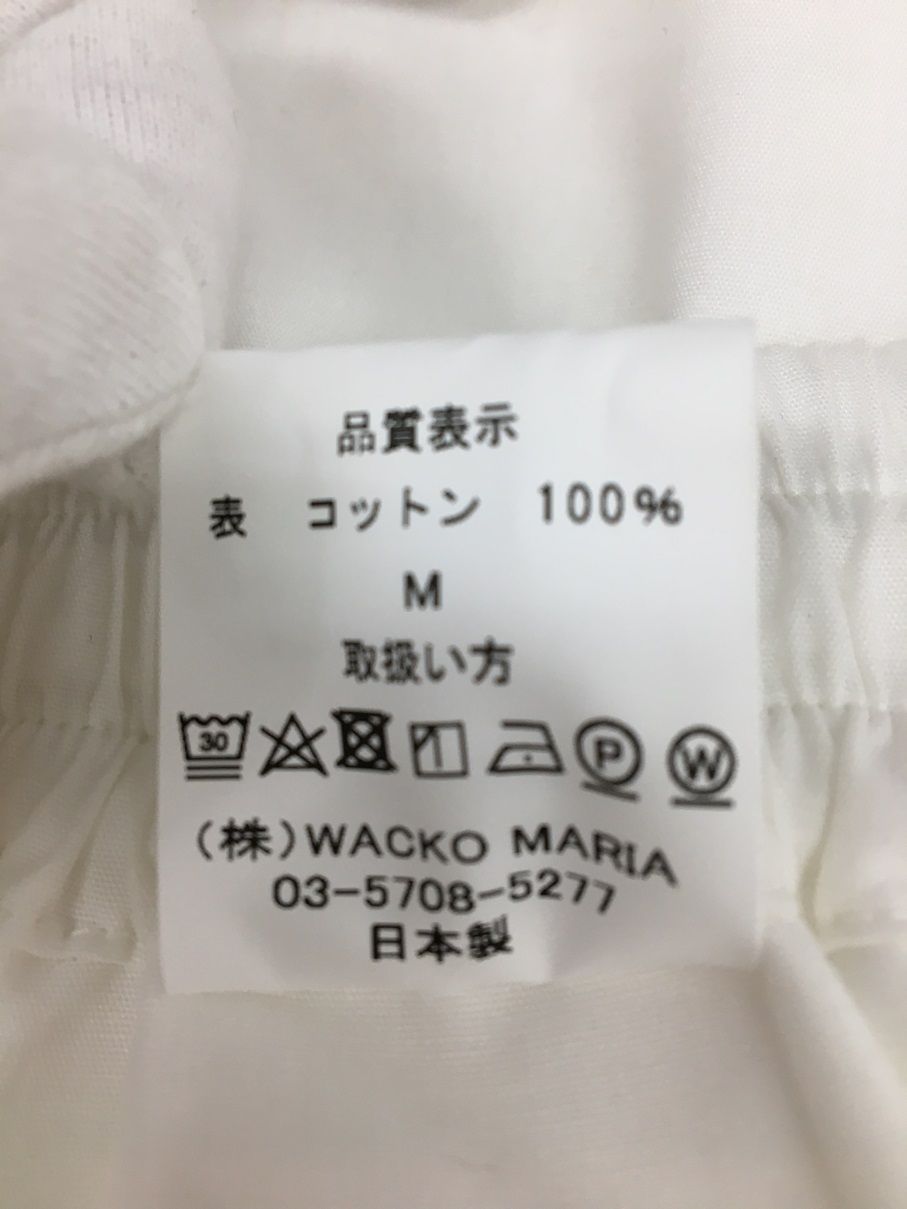 品質表示
表 コットン 100%
M
取扱い方
30 P W
(株)WACKO MARIA
03-5708-5277
日本製